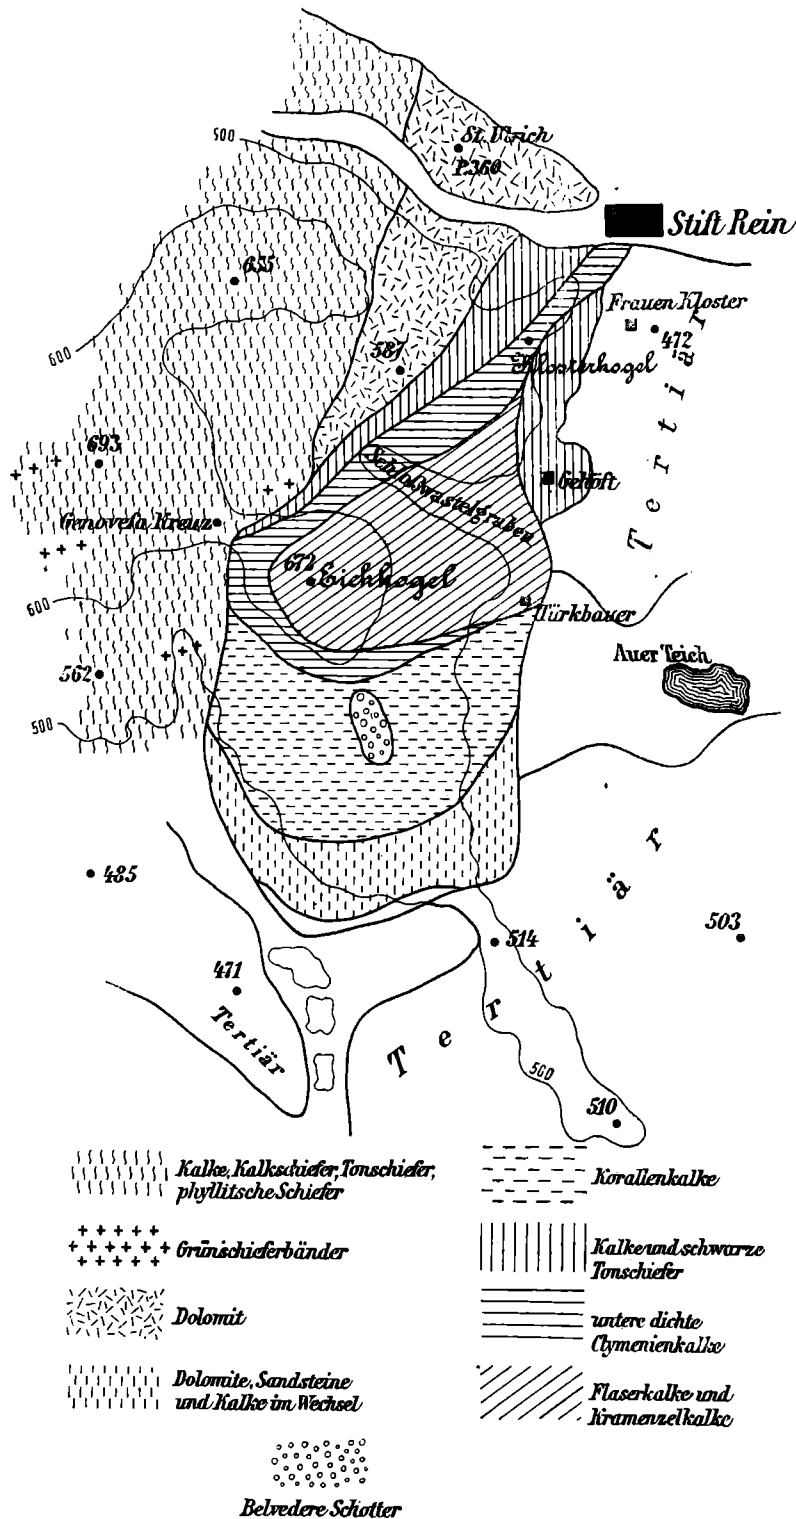 500
St. Ulrich
P.360
Stift Rein
655
Frauen Kloster
472
600
587
Klosterkogel
Tertiär
693
Schloßwastelgraben
Gehöft
Genovefa Kreuz
672 Eichkogel
600
Türkbauer
Auer Teich
562
500
485
503
514
471
Tertiär
Tertiär
500
510
Kalke, Kalkschiefer, Tonschiefer,
phyllitsche Schiefer
Grünschieferbänder
Dolomit
Dolomite, Sandsteine
und Kalke im Wechsel
Korallenkalke
Kalke und schwarze
Tonschiefer
untere dichte
Clymenienkalke
Flaserkalke und
Kramenzelkalke
Belvedere Schotter